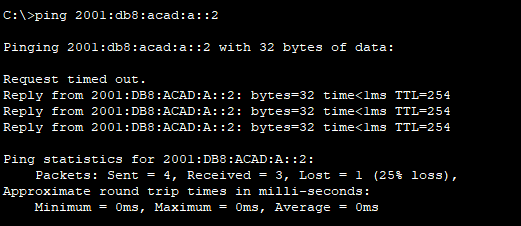 C:\>ping 2001:db8:acad:a::2
Pinging 2001:db8:acad:a::2 with 32 bytes of data:
Request timed out.
Reply from 2001:DB8:ACAD:A::2: bytes=32 time<1ms TTL=254
Reply from 2001:DB8:ACAD:A::2: bytes=32 time<1ms TTL=254
Reply from 2001:DB8:ACAD:A::2: bytes=32 time<1ms TTL=254
Ping statistics for 2001:DB8:ACAD:A::2:
    Packets: Sent = 4, Received = 3, Lost = 1 (25% loss),
Approximate round trip times in milli-seconds:
    Minimum = 0ms, Maximum = 0ms, Average = 0ms